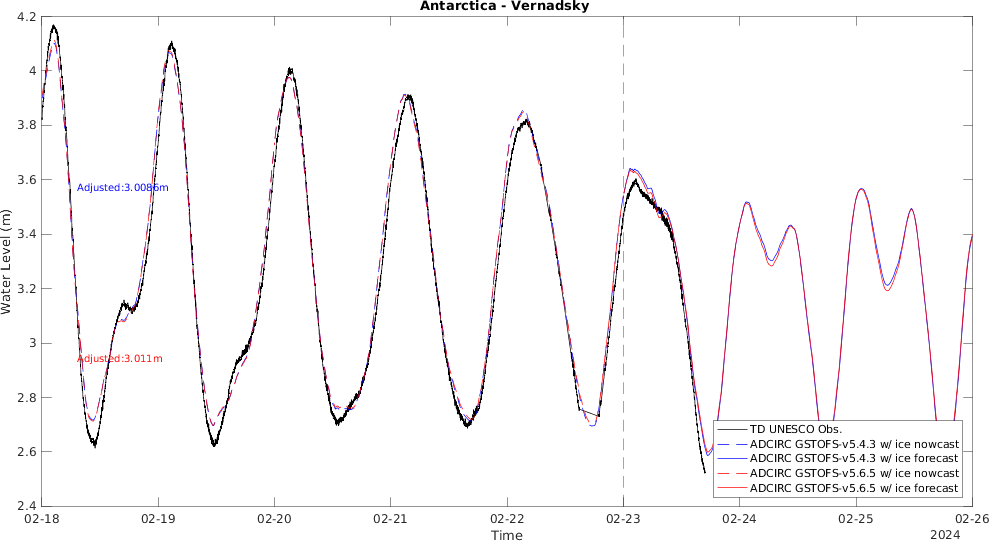 Antarctica - Vernadsky
Water Level (m)
4.2
4
3.8
3.6
3.4
3.2
3
2.8
2.6
2.4
Adjusted:3.0086m
Adjusted:3.011m
TD UNESCO Obs.
ADCIRC GSTOFS-v5.4.3 w/ ice nowcast
ADCIRC GSTOFS-v5.4.3 w/ ice forecast
ADCIRC GSTOFS-v5.6.5 w/ ice nowcast
ADCIRC GSTOFS-v5.6.5 w/ ice forecast
02-18 02-19 02-20 02-21 02-22 02-23 02-24 02-25 02-26
Time
2024